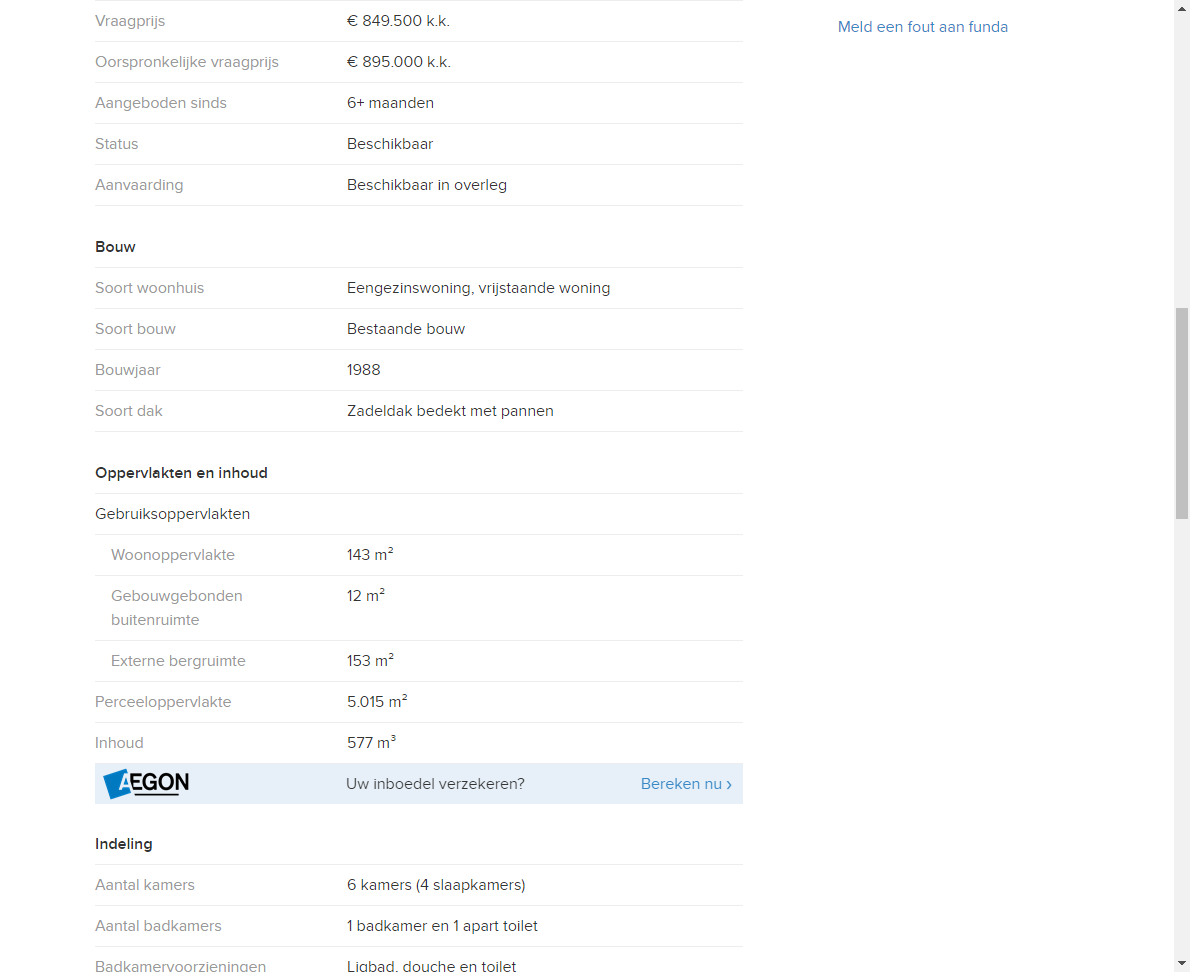 Vraagprijs € 849.500 k.k.
Meld een fout aan funda
Oorspronkelijke vraagprijs € 895.000 k.k.
Aangeboden sinds 6+ maanden
Status Beschikbaar
Aanvaarding Beschikbaar in overleg
Bouw
Soort woonhuis Eengezinswoning, vrijstaande woning
Soort bouw Bestaande bouw
Bouwjaar 1988
Soort dak Zadeldak bedekt met pannen
Oppervlakten en inhoud
Gebruiksoppervlakten
Woonoppervlakte 143 m²
Gebouwgebonden 12 m²
buitenruimte
Externe bergruimte 153 m²
Perceeloppervlakte 5.015 m²
Inhoud 577 m³
AEGON Uw inboedel verzekeren? Bereken nu ›
Indeling
Aantal kamers 6 kamers (4 slaapkamers)
Aantal badkamers 1 badkamer en 1 apart toilet
Badkamervoorzieningen Ligbad, douche en toilet